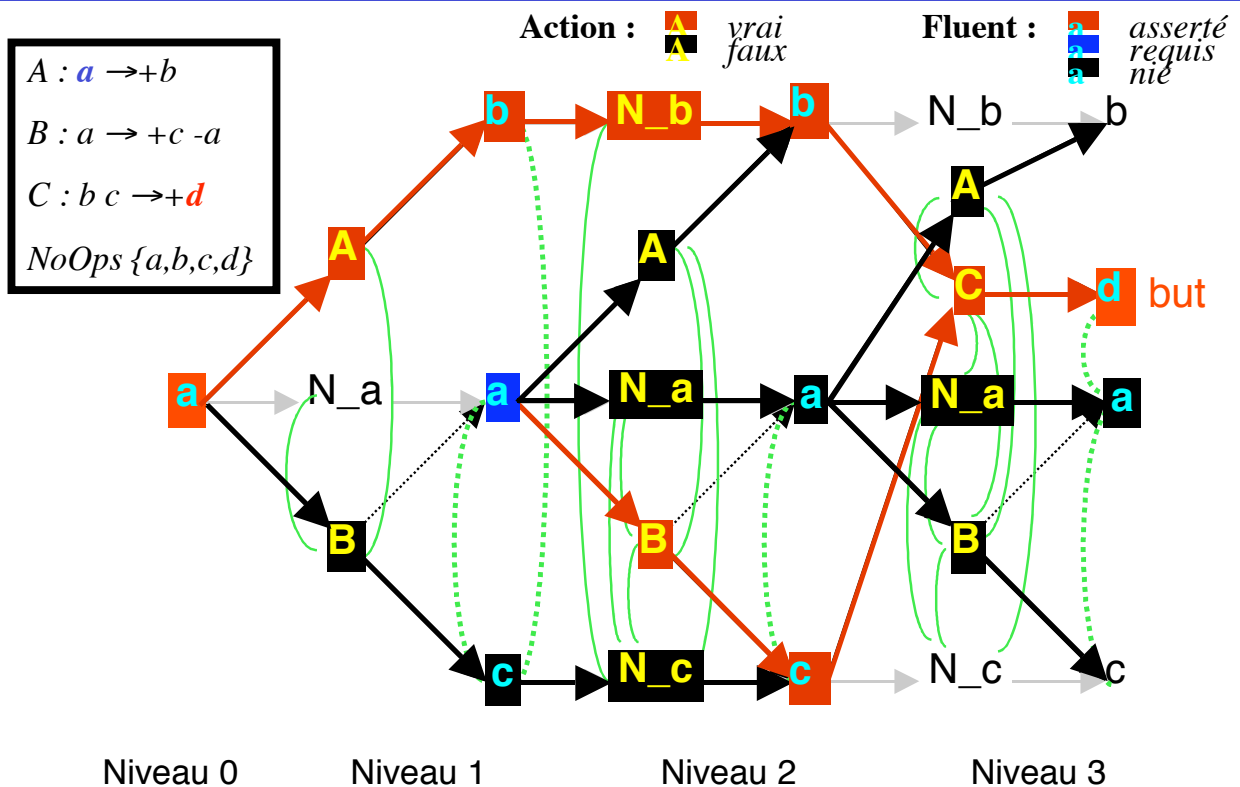 Action : A vrai
A faux
Fluent : a asserté
a requis
a nié
A : a →+b
B : a → +c -a
C : b c →+d
NoOps {a,b,c,d}
b N_b b N_b b
A A A
C d but
a N_a a N_a a N_a a
B B B
c N_c c N_c c
Niveau 0 Niveau 1 Niveau 2 Niveau 3